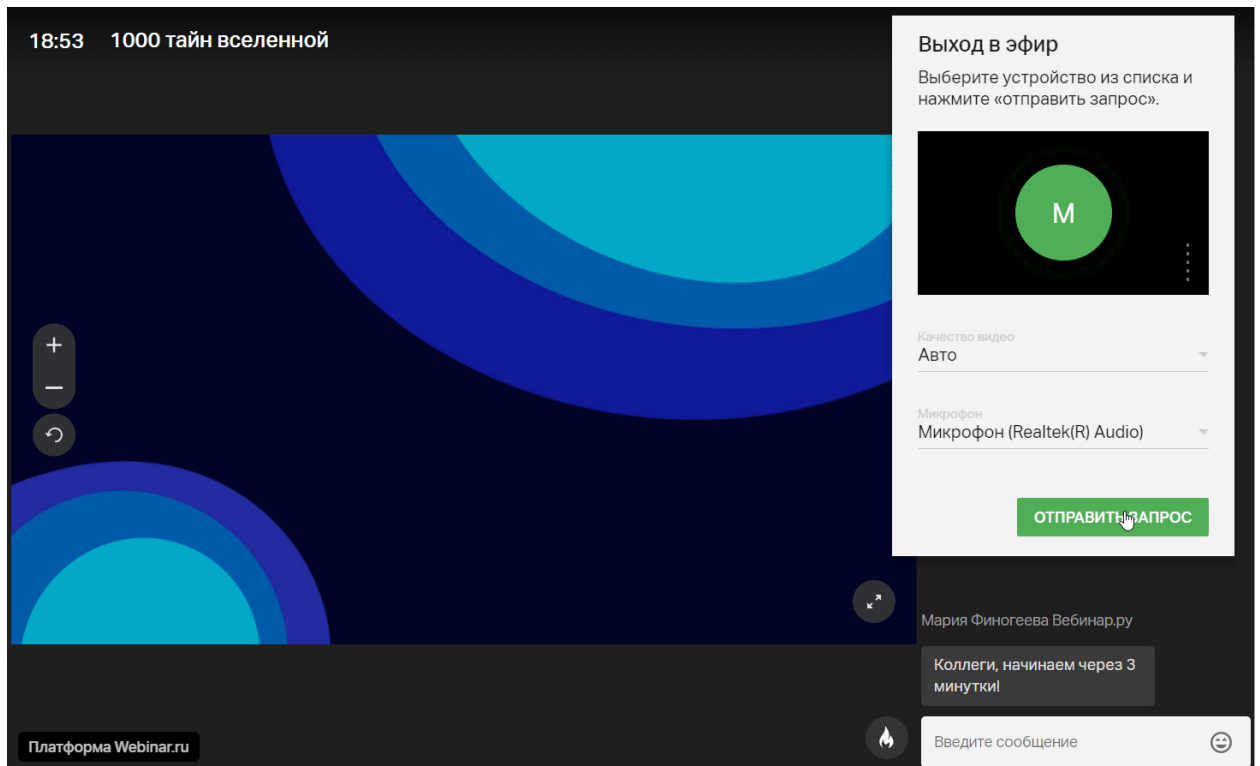 18:53 1000 тайн вселенной
Выход в эфир
Выберите устройство из списка и
нажмите «отправить запрос».
М
Качество видео
Авто
Микрофон
Микрофон (Realtek(R) Audio)
ОТПРАВИТЬ ЗАПРОС
Мария Финогеева Вебинар.ру
Коллеги, начинаем через 3
минутки!
Введите сообщение
Платформа Webinar.ru